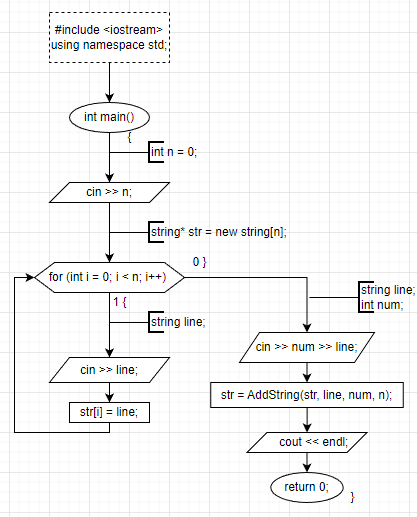 #include <iostream>
using namespace std;
int main()
{
int n = 0;
cin >> n;
string* str = new string[n];
for (int i = 0; i < n; i++)
0 }
1 {
string line;
cin >> line;
str[i] = line;
string line;
int num;
cin >> num >> line;
str = AddString(str, line, num, n);
cout << endl;
return 0;
}